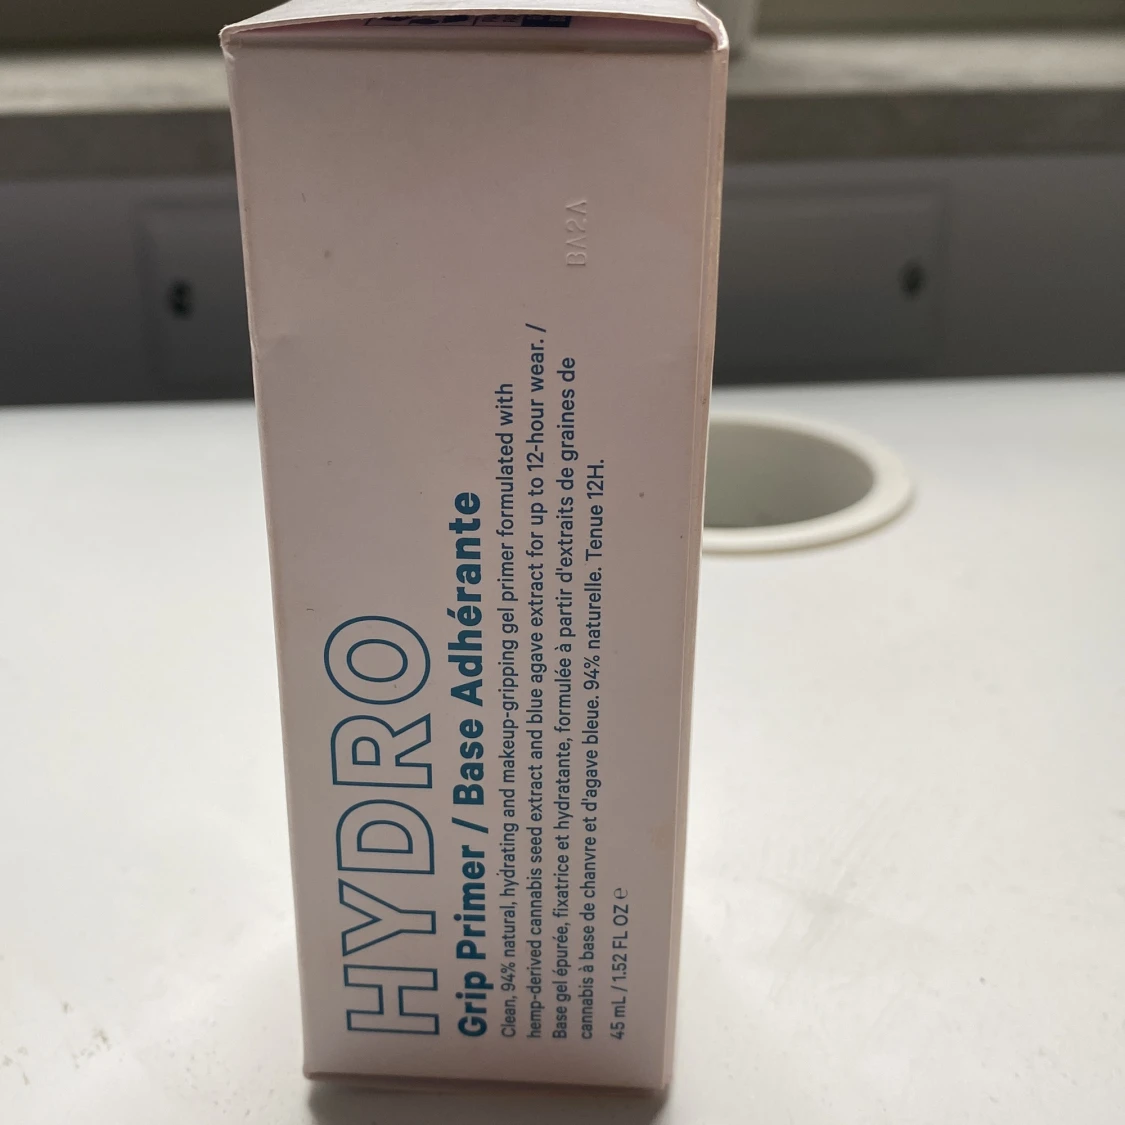 HYDRO
Grip Primer / Base Adhérante
Clean, 94% natural, hydrating and makeup-gripping gel primer formulated with
hemp-derived cannabis seed extract and blue agave extract for up to 12-hour wear. /
Base gel épurée, fixatrice et hydratante, formulée à partir d'extraits de graines de
cannabis à base de chanvre et d'agave bleue. 94% naturelle. Tenue 12H.
45 mL / 1.52 FL OZ ℮
BA2A